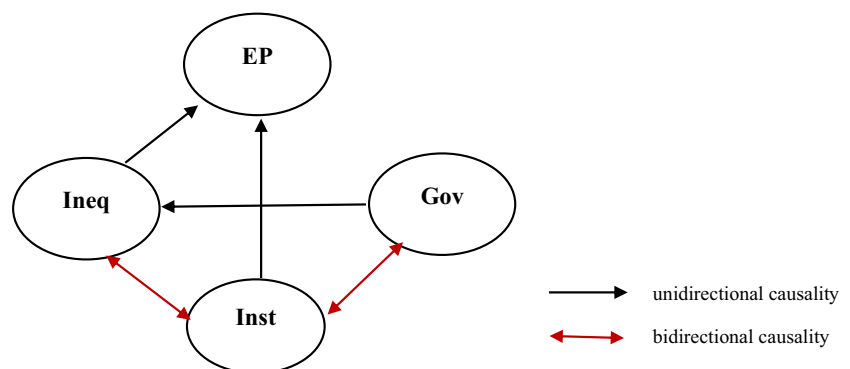 EP
Ineq
Gov
Inst
unidirectional causality
bidirectional causality